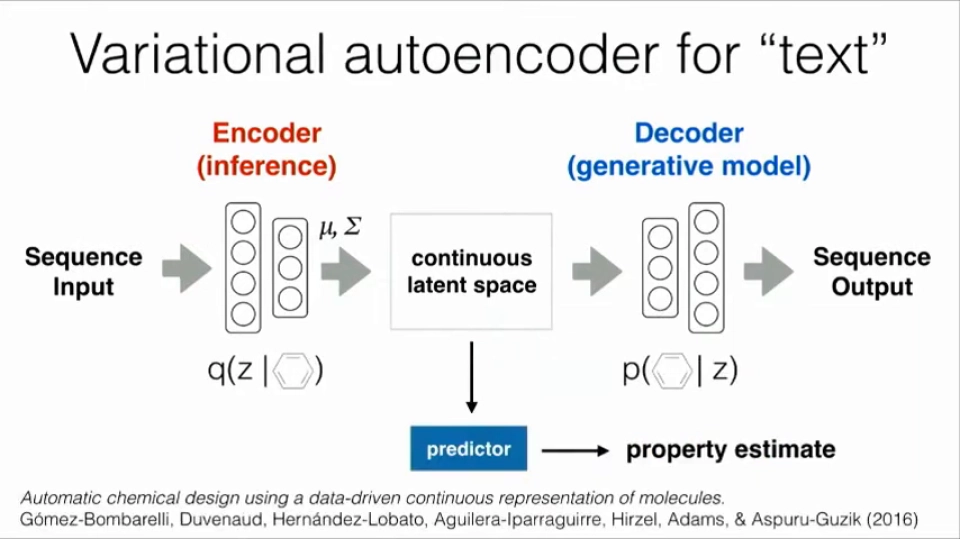 Variational autoencoder for “text”
Encoder
(inference)
Decoder
(generative model)
Sequence
Input
μ, Σ
continuous
latent space
Sequence
Output
q(z | )
p( | z)
predictor
property estimate
Automatic chemical design using a data-driven continuous representation of molecules.
Gómez-Bombarelli, Duvenaud, Hernández-Lobato, Aguilera-Iparraguirre, Hirzel, Adams, & Aspuru-Guzik (2016)